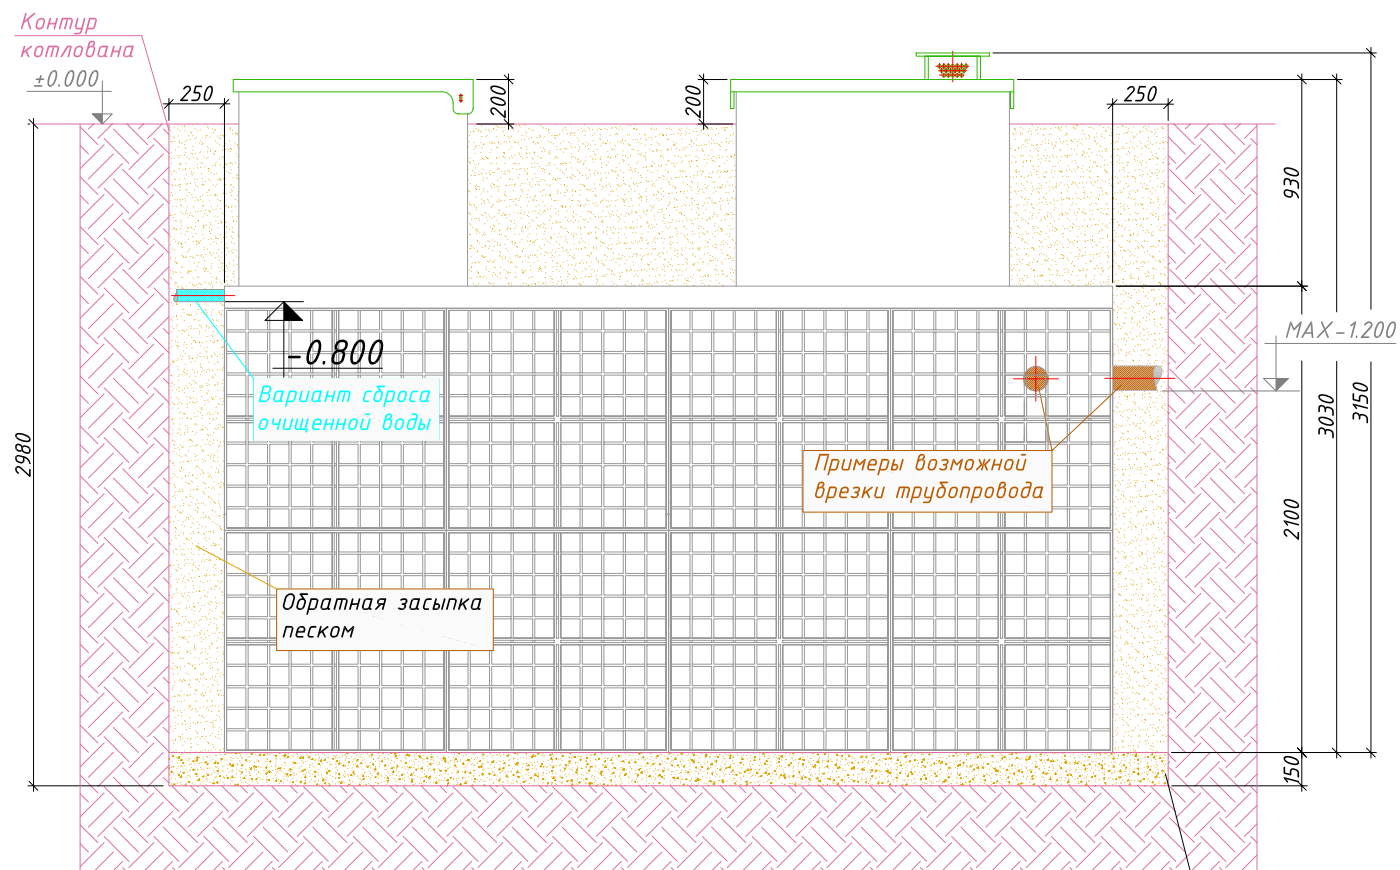 Контур
котлована
±0.000
250
200
200
250
930
-0.800
MAX-1.200
Вариант сброса
очищенной воды
2980
Примеры возможной
врезки трубопровода
3030
3150
2100
Обратная засыпка
песком
150